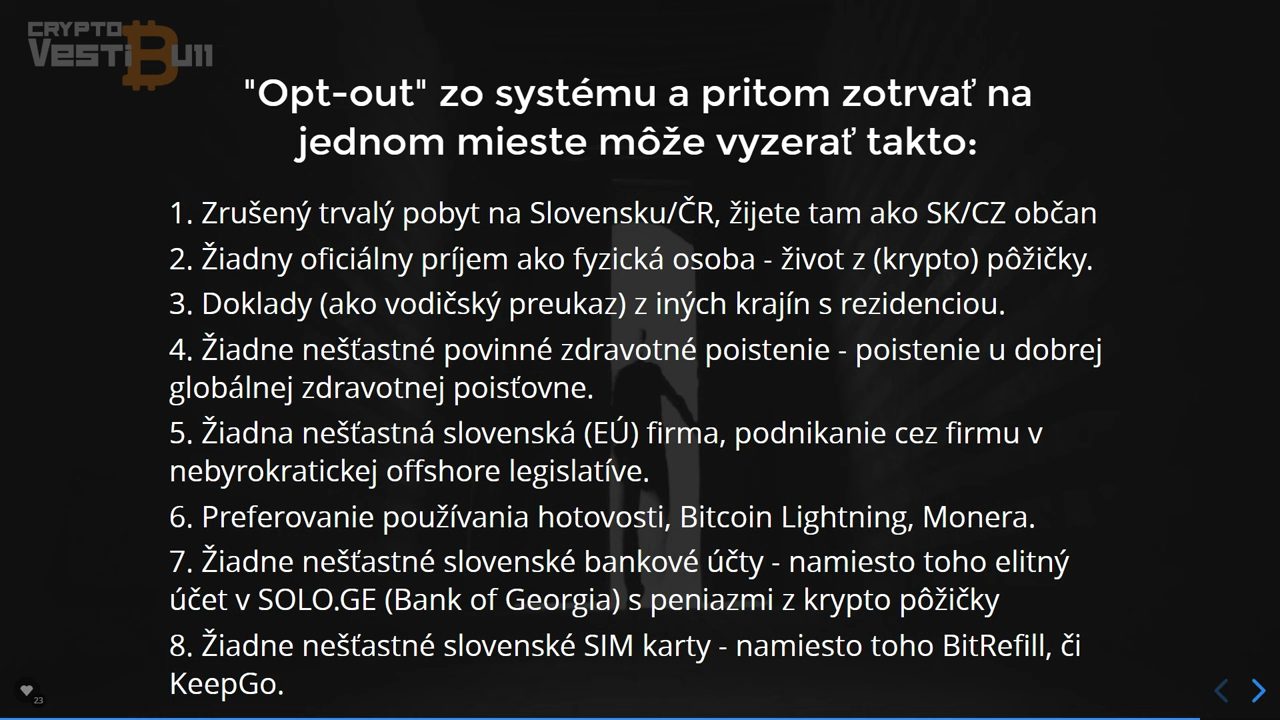 CRYPTO
VESTIBULL
"Opt-out" zo systému a pritom zotrvať na
jednom mieste môže vyzerať takto:
1. Zrušený trvalý pobyt na Slovensku/ČR, žijete tam ako SK/CZ občan
2. Žiadny oficiálny príjem ako fyzická osoba - život z (krypto) pôžičky.
3. Doklady (ako vodičský preukaz) z iných krajín s rezidenciou.
4. Žiadne nešťastné povinné zdravotné poistenie - poistenie u dobrej
globálnej zdravotnej poisťovne.
5. Žiadna nešťastná slovenská (EÚ) firma, podnikanie cez firmu v
nebyrokratickej offshore legislatíve.
6. Preferovanie používania hotovosti, Bitcoin Lightning, Monera.
7. Žiadne nešťastné slovenské bankové účty - namiesto toho elitný
účet v SOLO.GE (Bank of Georgia) s peniazmi z krypto pôžičky
8. Žiadne nešťastné slovenské SIM karty - namiesto toho BitRefill, či
KeepGo.
23